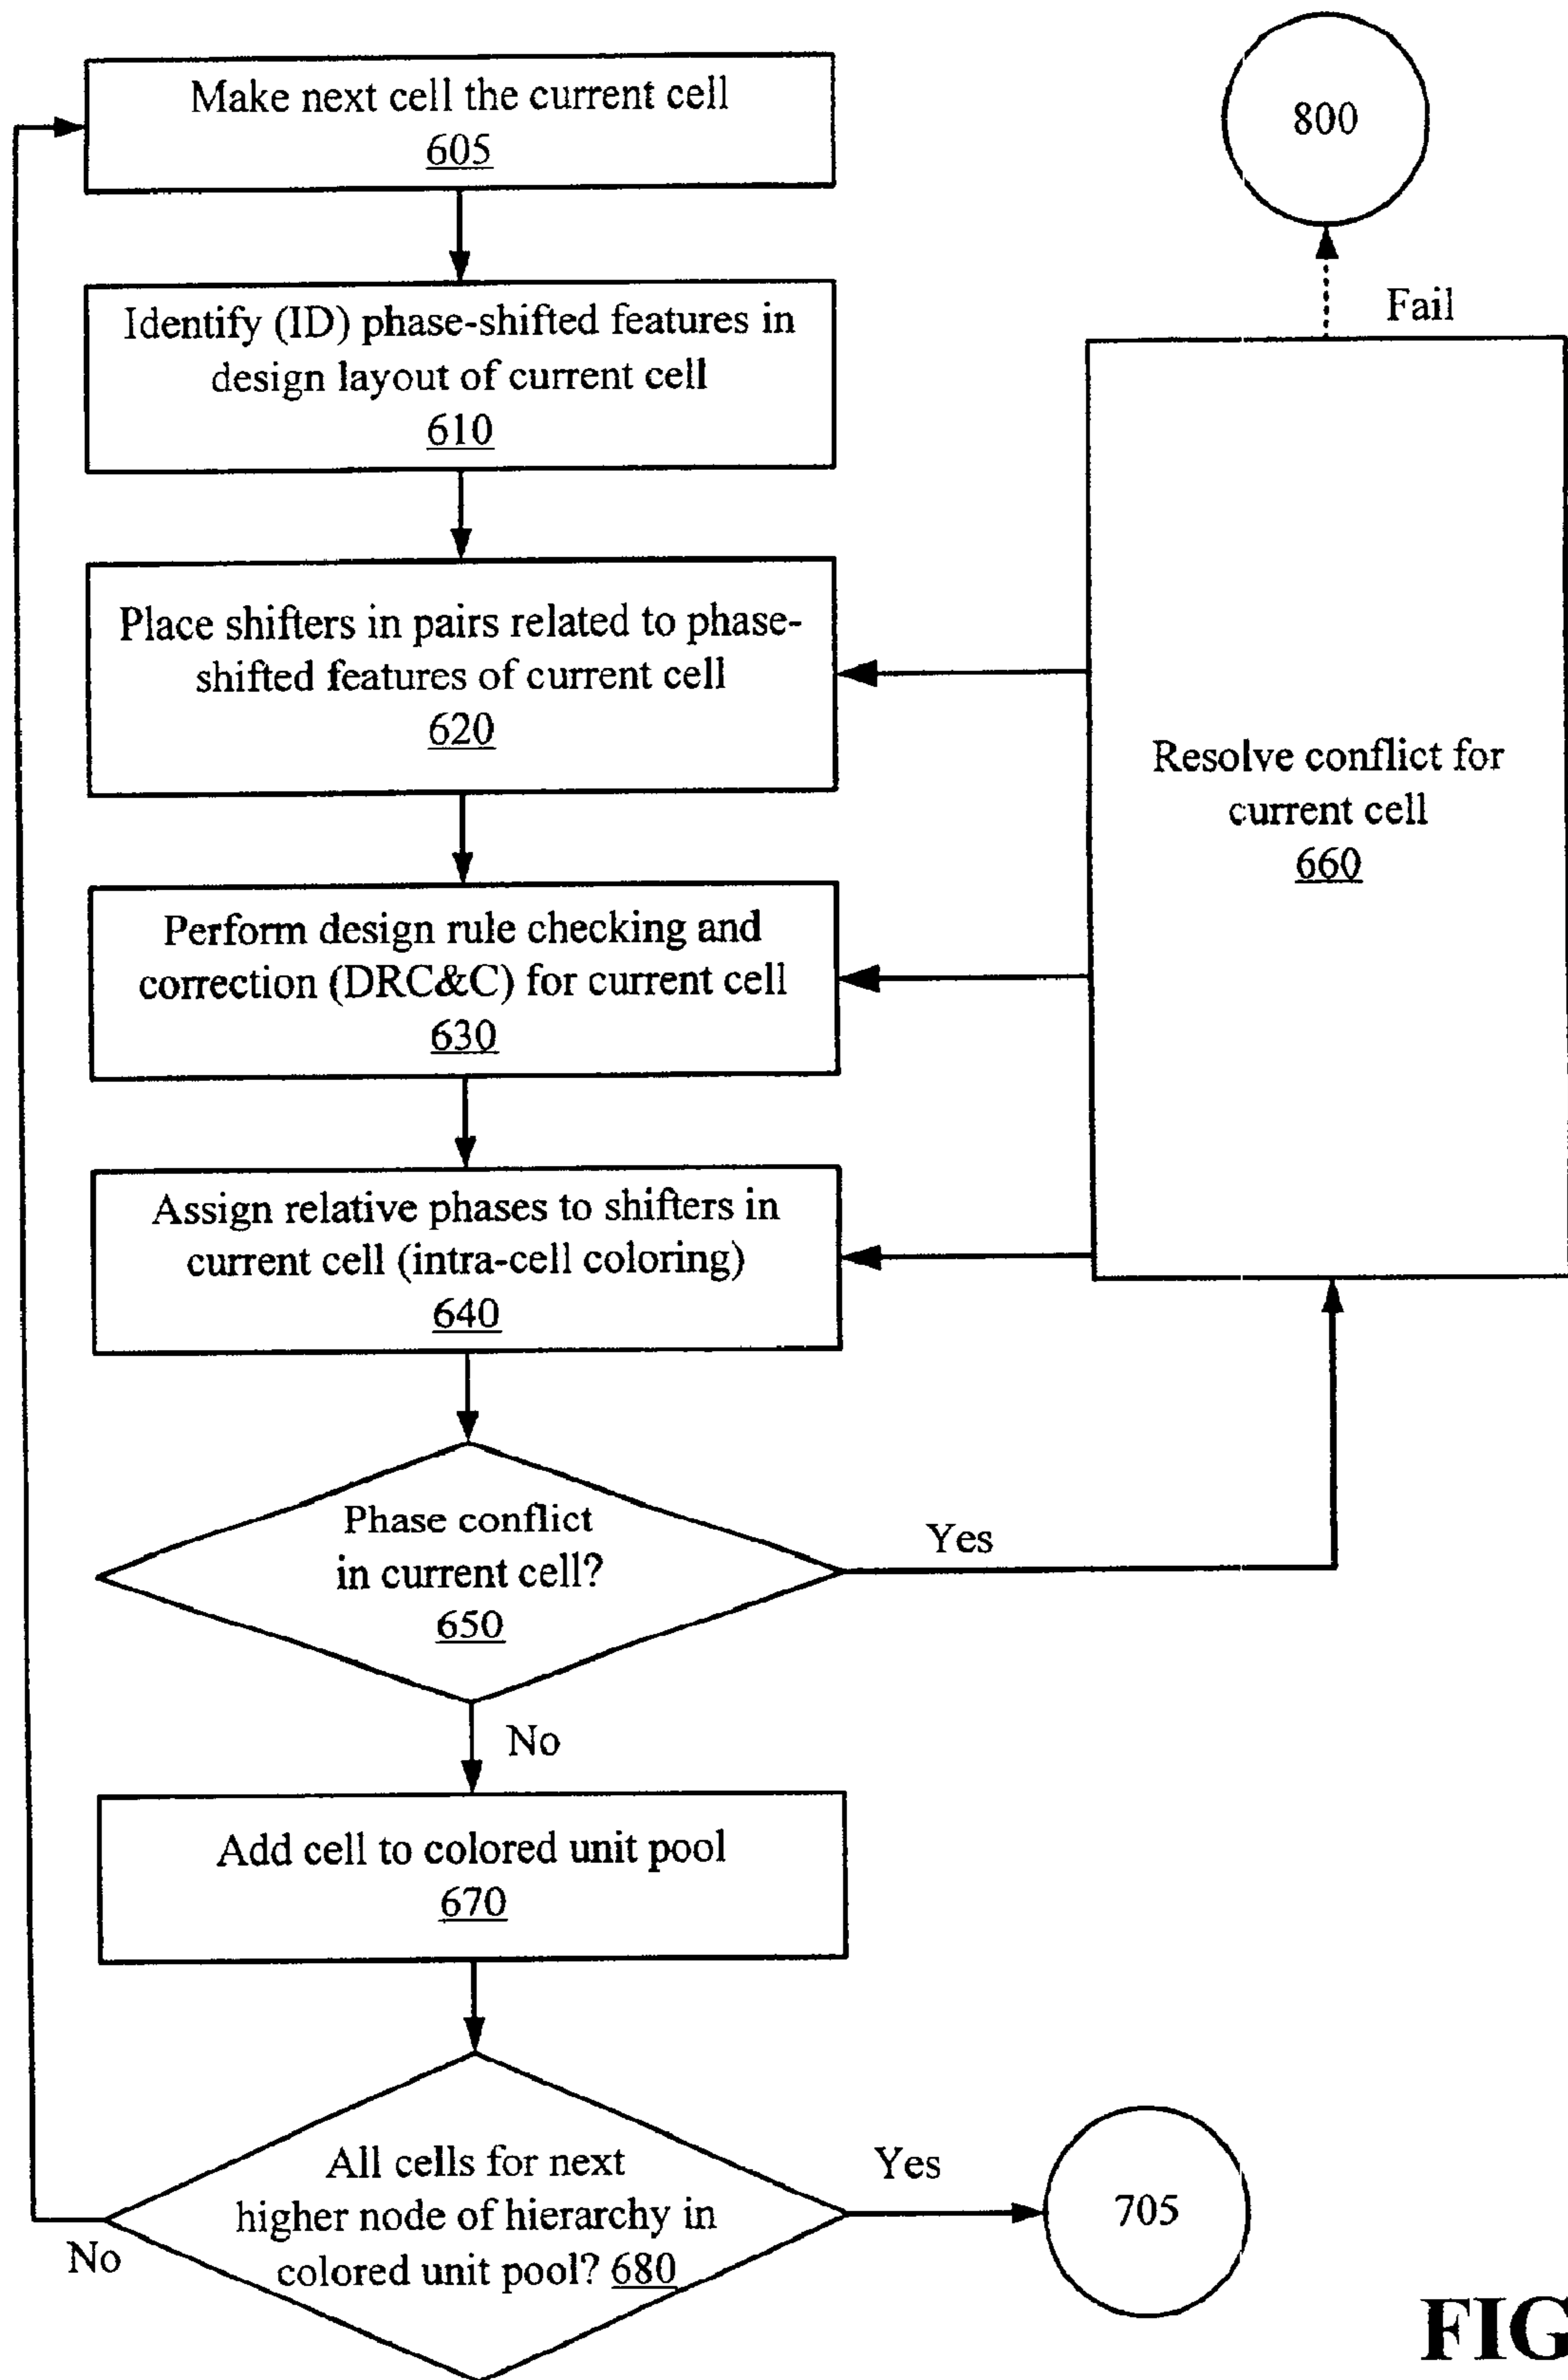 Make next cell the current cell
605
800
Fail
Identify (ID) phase-shifted features in
design layout of current cell
610
Place shifters in pairs related to phase-
shifted features of current cell
620
Resolve conflict for
current cell
660
Perform design rule checking and
correction (DRC&C) for current cell
630
Assign relative phases to shifters in
current cell (intra-cell coloring)
640
Phase conflict
in current cell?
650
Yes
No
Add cell to colored unit pool
670
All cells for next
higher node of hierarchy in
colored unit pool? 680
Yes
No
705
FIG